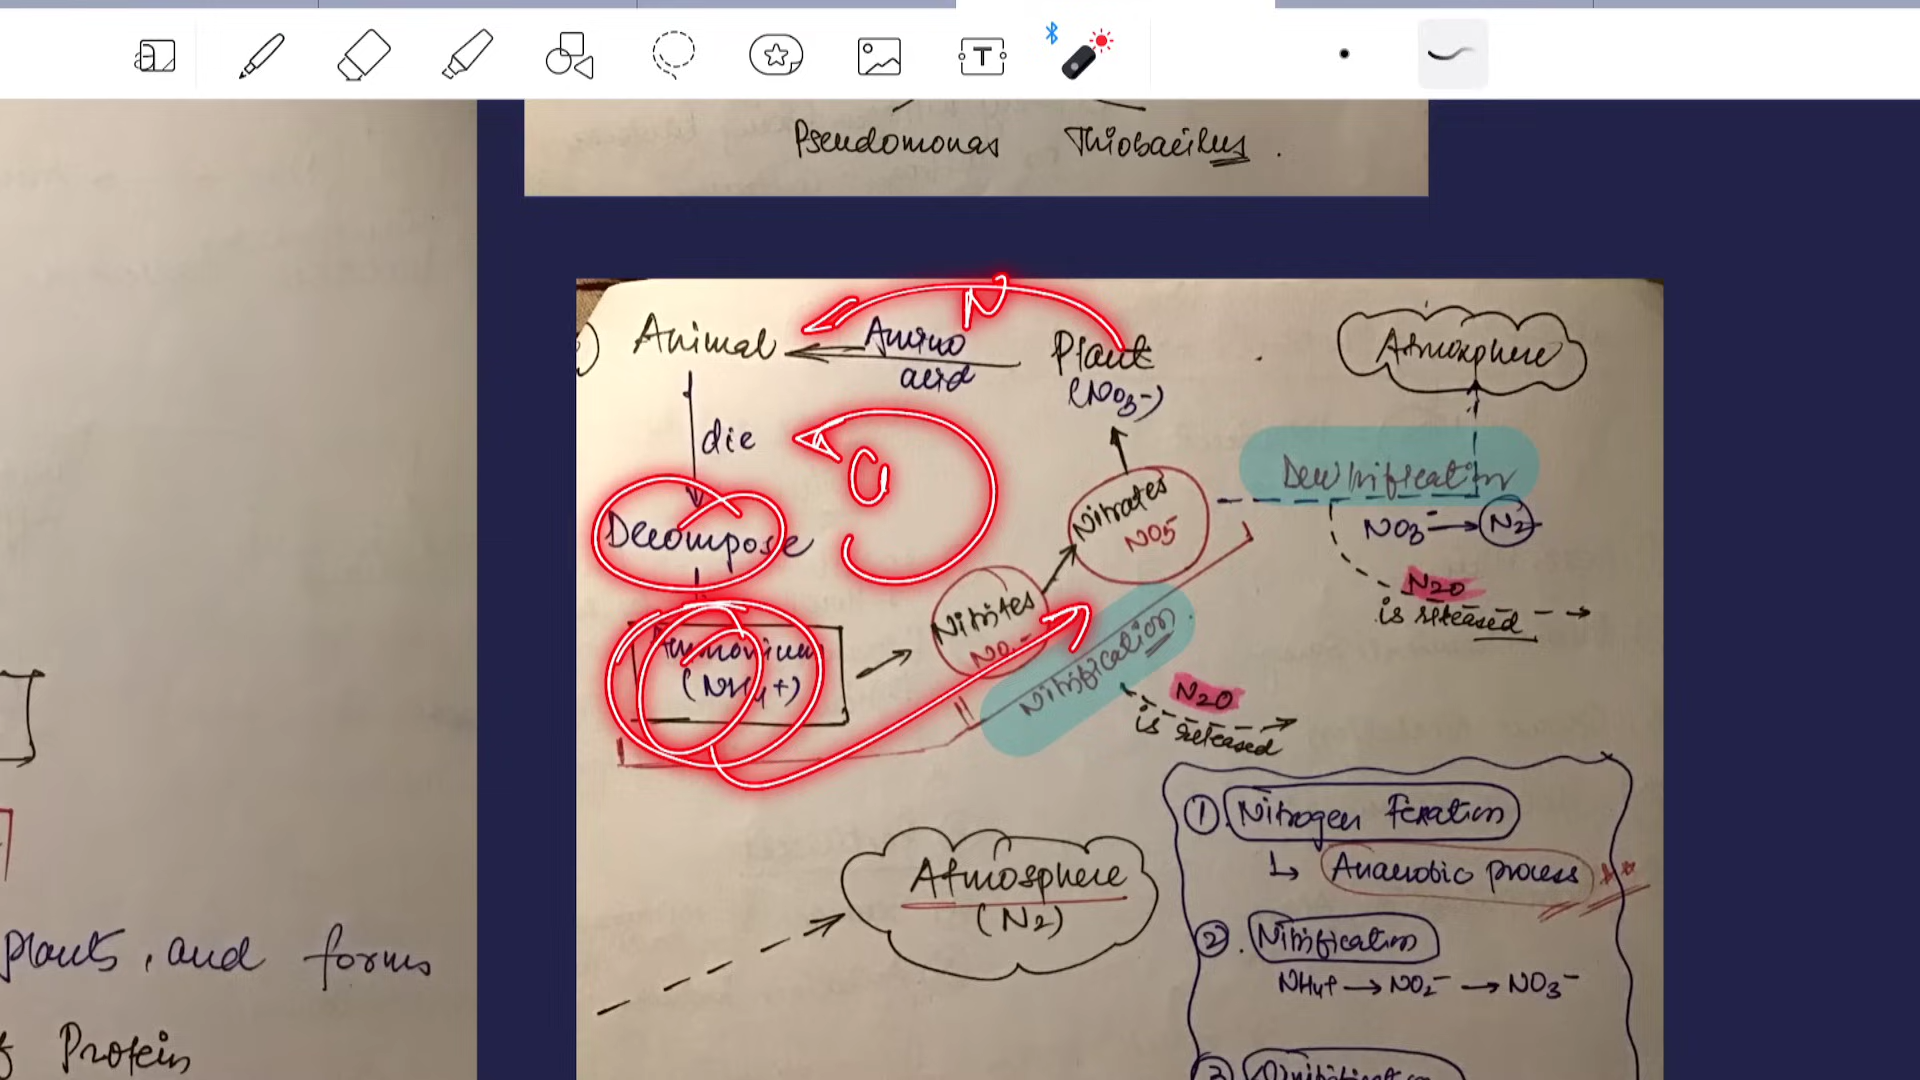 Pseudomonas Thiobacillus.
Animal
Amino
acid
Plant
(NO3-)
Atmosphere
N
die
a
Decompose
Ammonium
(NH4+)
Nitrites
NO2-
Nitrates
NO3
Nitrification
N2O
is released
Denitrification
NO3- → N2
N2O
is released
Atmosphere
(N2)
1. Nitrogen Fixation
↳ Anaerobic process **
2. Nitrification
NH4+ → NO2- → NO3-
3
plants, and forms
Protein
T